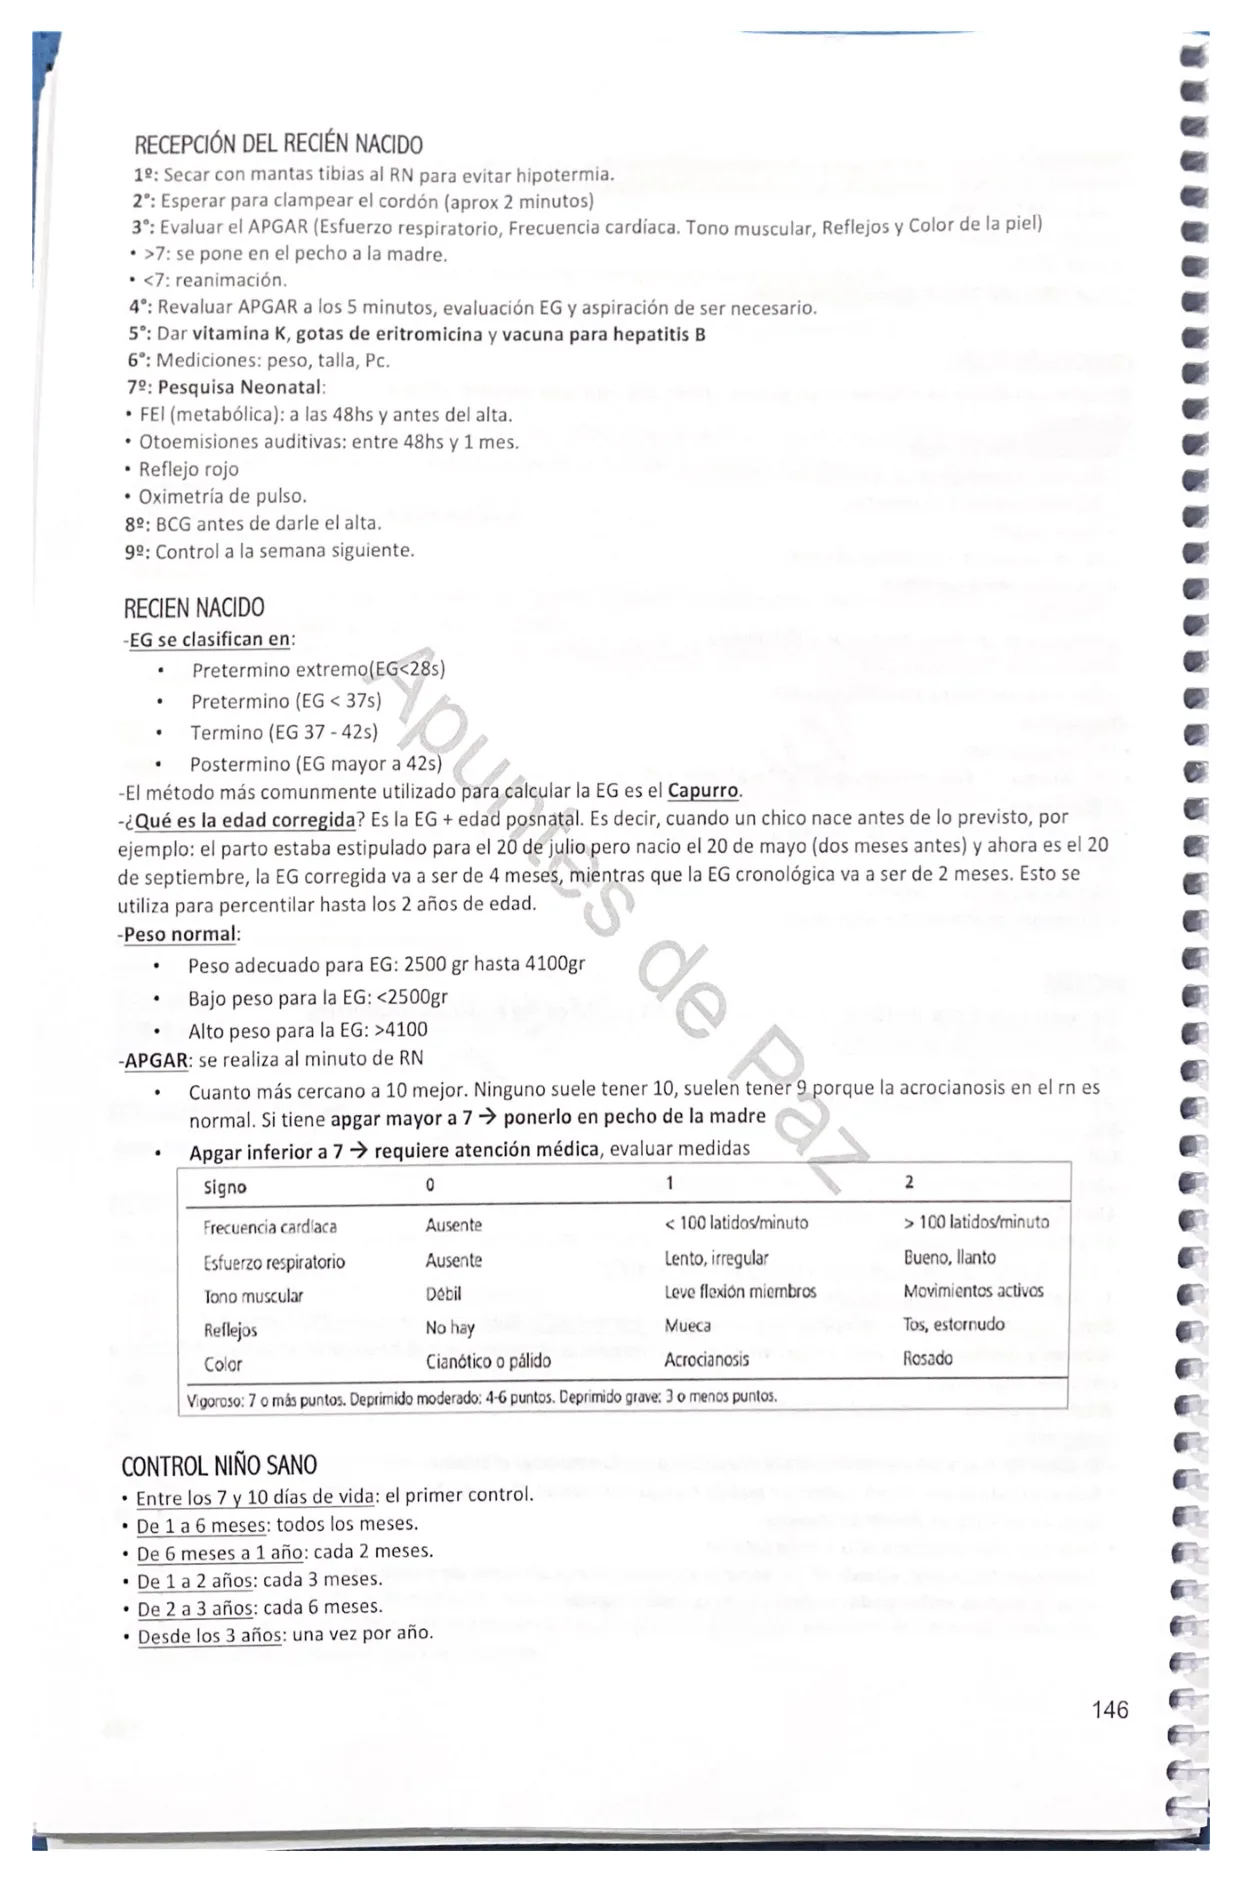 RECEPCIÓN DEL RECIÉN NACIDO
1º: Secar con mantas tibias al RN para evitar hipotermia.
2°: Esperar para clampear el cordón (aprox 2 minutos)
3°: Evaluar el APGAR (Esfuerzo respiratorio, Frecuencia cardíaca. Tono muscular, Reflejos y Color de la piel)
• >7: se pone en el pecho a la madre.
• <7: reanimación.
4°: Revaluar APGAR a los 5 minutos, evaluación EG y aspiración de ser necesario.
5°: Dar vitamina K, gotas de eritromicina y vacuna para hepatitis B
6°: Mediciones: peso, talla, Pc.
7º: Pesquisa Neonatal:
• FEI (metabólica): a las 48hs y antes del alta.
• Otoemisiones auditivas: entre 48hs y 1 mes.
• Reflejo rojo
• Oximetría de pulso.
8º: BCG antes de darle el alta.
9º: Control a la semana siguiente.
RECIEN NACIDO
-EG se clasifican en:
• Pretermino extremo(EG<28s)
• Pretermino (EG < 37s)
• Termino (EG 37 - 42s)
• Postermino (EG mayor a 42s)
-El método más comunmente utilizado para calcular la EG es el Capurro.
-¿Qué es la edad corregida? Es la EG + edad posnatal. Es decir, cuando un chico nace antes de lo previsto, por
ejemplo: el parto estaba estipulado para el 20 de julio pero nacio el 20 de mayo (dos meses antes) y ahora es el 20
de septiembre, la EG corregida va a ser de 4 meses, mientras que la EG cronológica va a ser de 2 meses. Esto se
utiliza para percentilar hasta los 2 años de edad.
-Peso normal:
• Peso adecuado para EG: 2500 gr hasta 4100gr
• Bajo peso para la EG: <2500gr
• Alto peso para la EG: >4100
-APGAR: se realiza al minuto de RN
• Cuanto más cercano a 10 mejor. Ninguno suele tener 10, suelen tener 9 porque la acrocianosis en el rn es
normal. Si tiene apgar mayor a 7 → ponerlo en pecho de la madre
• Apgar inferior a 7 → requiere atención médica, evaluar medidas
Signo 0 1 2
Frecuencia cardíaca Ausente < 100 latidos/minuto > 100 latidos/minuto
Esfuerzo respiratorio Ausente Lento, irregular Bueno, llanto
Tono muscular Débil Leve flexión miembros Movimientos activos
Reflejos No hay Mueca Tos, estornudo
Color Cianótico o pálido Acrocianosis Rosado
Vigoroso: 7 o más puntos. Deprimido moderado: 4-6 puntos. Deprimido grave: 3 o menos puntos.
CONTROL NIÑO SANO
• Entre los 7 y 10 días de vida: el primer control.
• De 1 a 6 meses: todos los meses.
• De 6 meses a 1 año: cada 2 meses.
• De 1 a 2 años: cada 3 meses.
• De 2 a 3 años: cada 6 meses.
• Desde los 3 años: una vez por año.
146
Apuntes de Paz